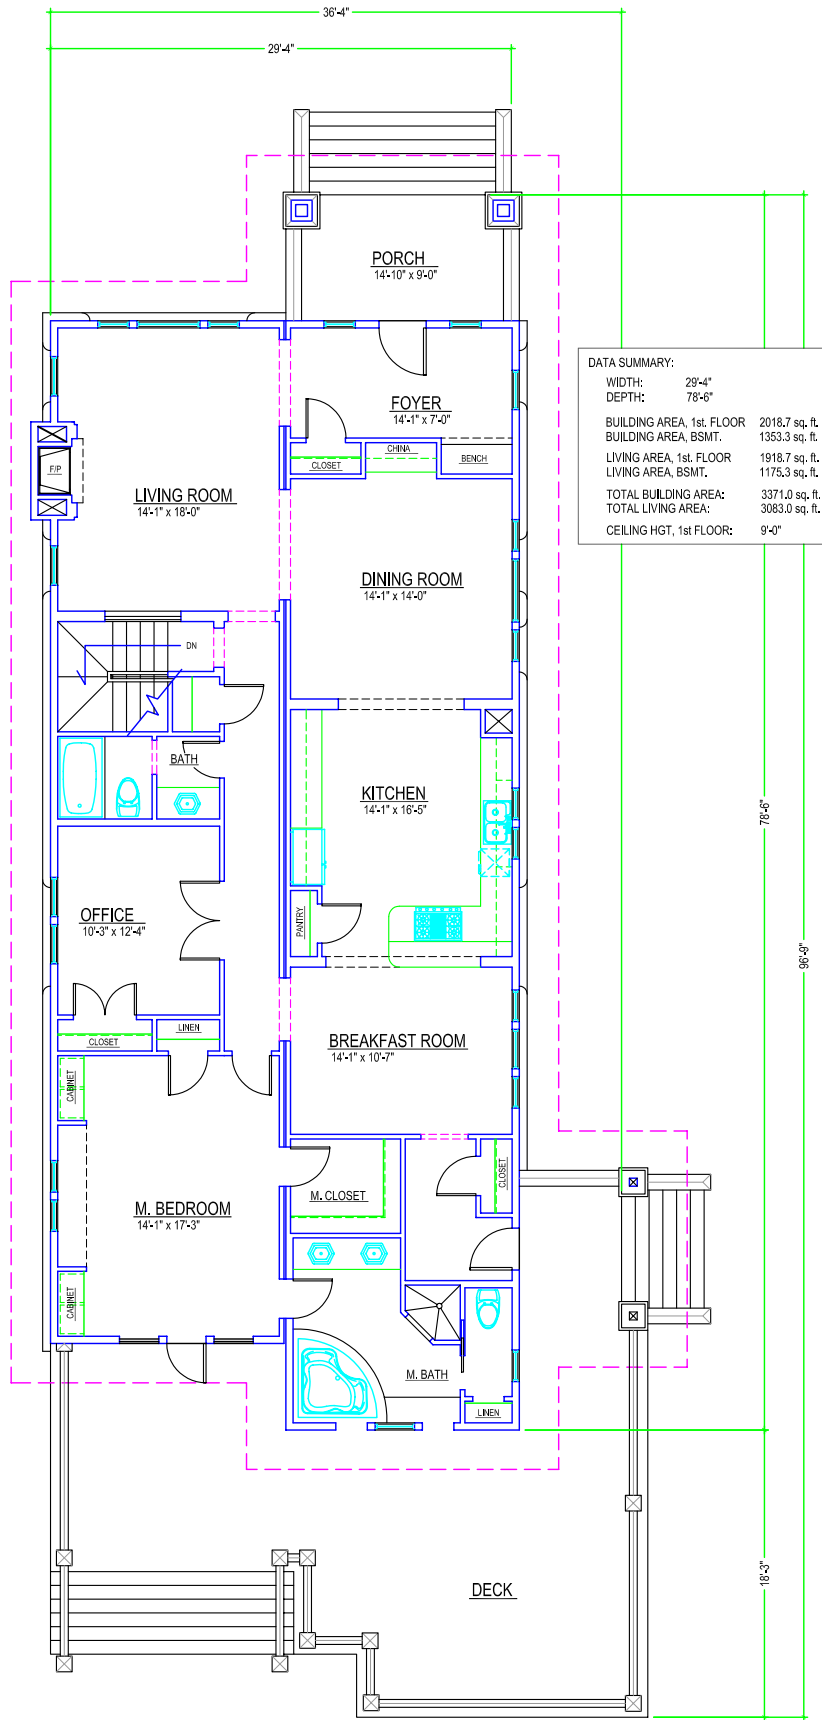 36'-4"
29'-4"
PORCH
14'-10" x 9'-0"
DATA SUMMARY:
WIDTH: 29'-4"
DEPTH: 78'-6"
BUILDING AREA, 1st. FLOOR 2018.7 sq. ft.
BUILDING AREA, BSMT. 1353.3 sq. ft.
LIVING AREA, 1st. FLOOR 1918.7 sq. ft.
LIVING AREA, BSMT. 1175.3 sq. ft.
TOTAL BUILDING AREA: 3371.0 sq. ft.
TOTAL LIVING AREA: 3083.0 sq. ft.
CEILING HGT, 1st FLOOR: 9'-0"
FOYER
14'-1" x 7'-0"
CHINA
CLOSET
BENCH
F/P
LIVING ROOM
14'-1" x 18'-0"
DINING ROOM
14'-1" x 14'-0"
DN
BATH
KITCHEN
14'-1" x 16'-5"
78'-6"
PANTRY
OFFICE
10'-3" x 12'-4"
96'-9"
LINEN
CLOSET
BREAKFAST ROOM
14'-1" x 10'-7"
CABINET
CLOSET
M. CLOSET
M. BEDROOM
14'-1" x 17'-3"
CABINET
M. BATH
LINEN
DECK
18'-3"